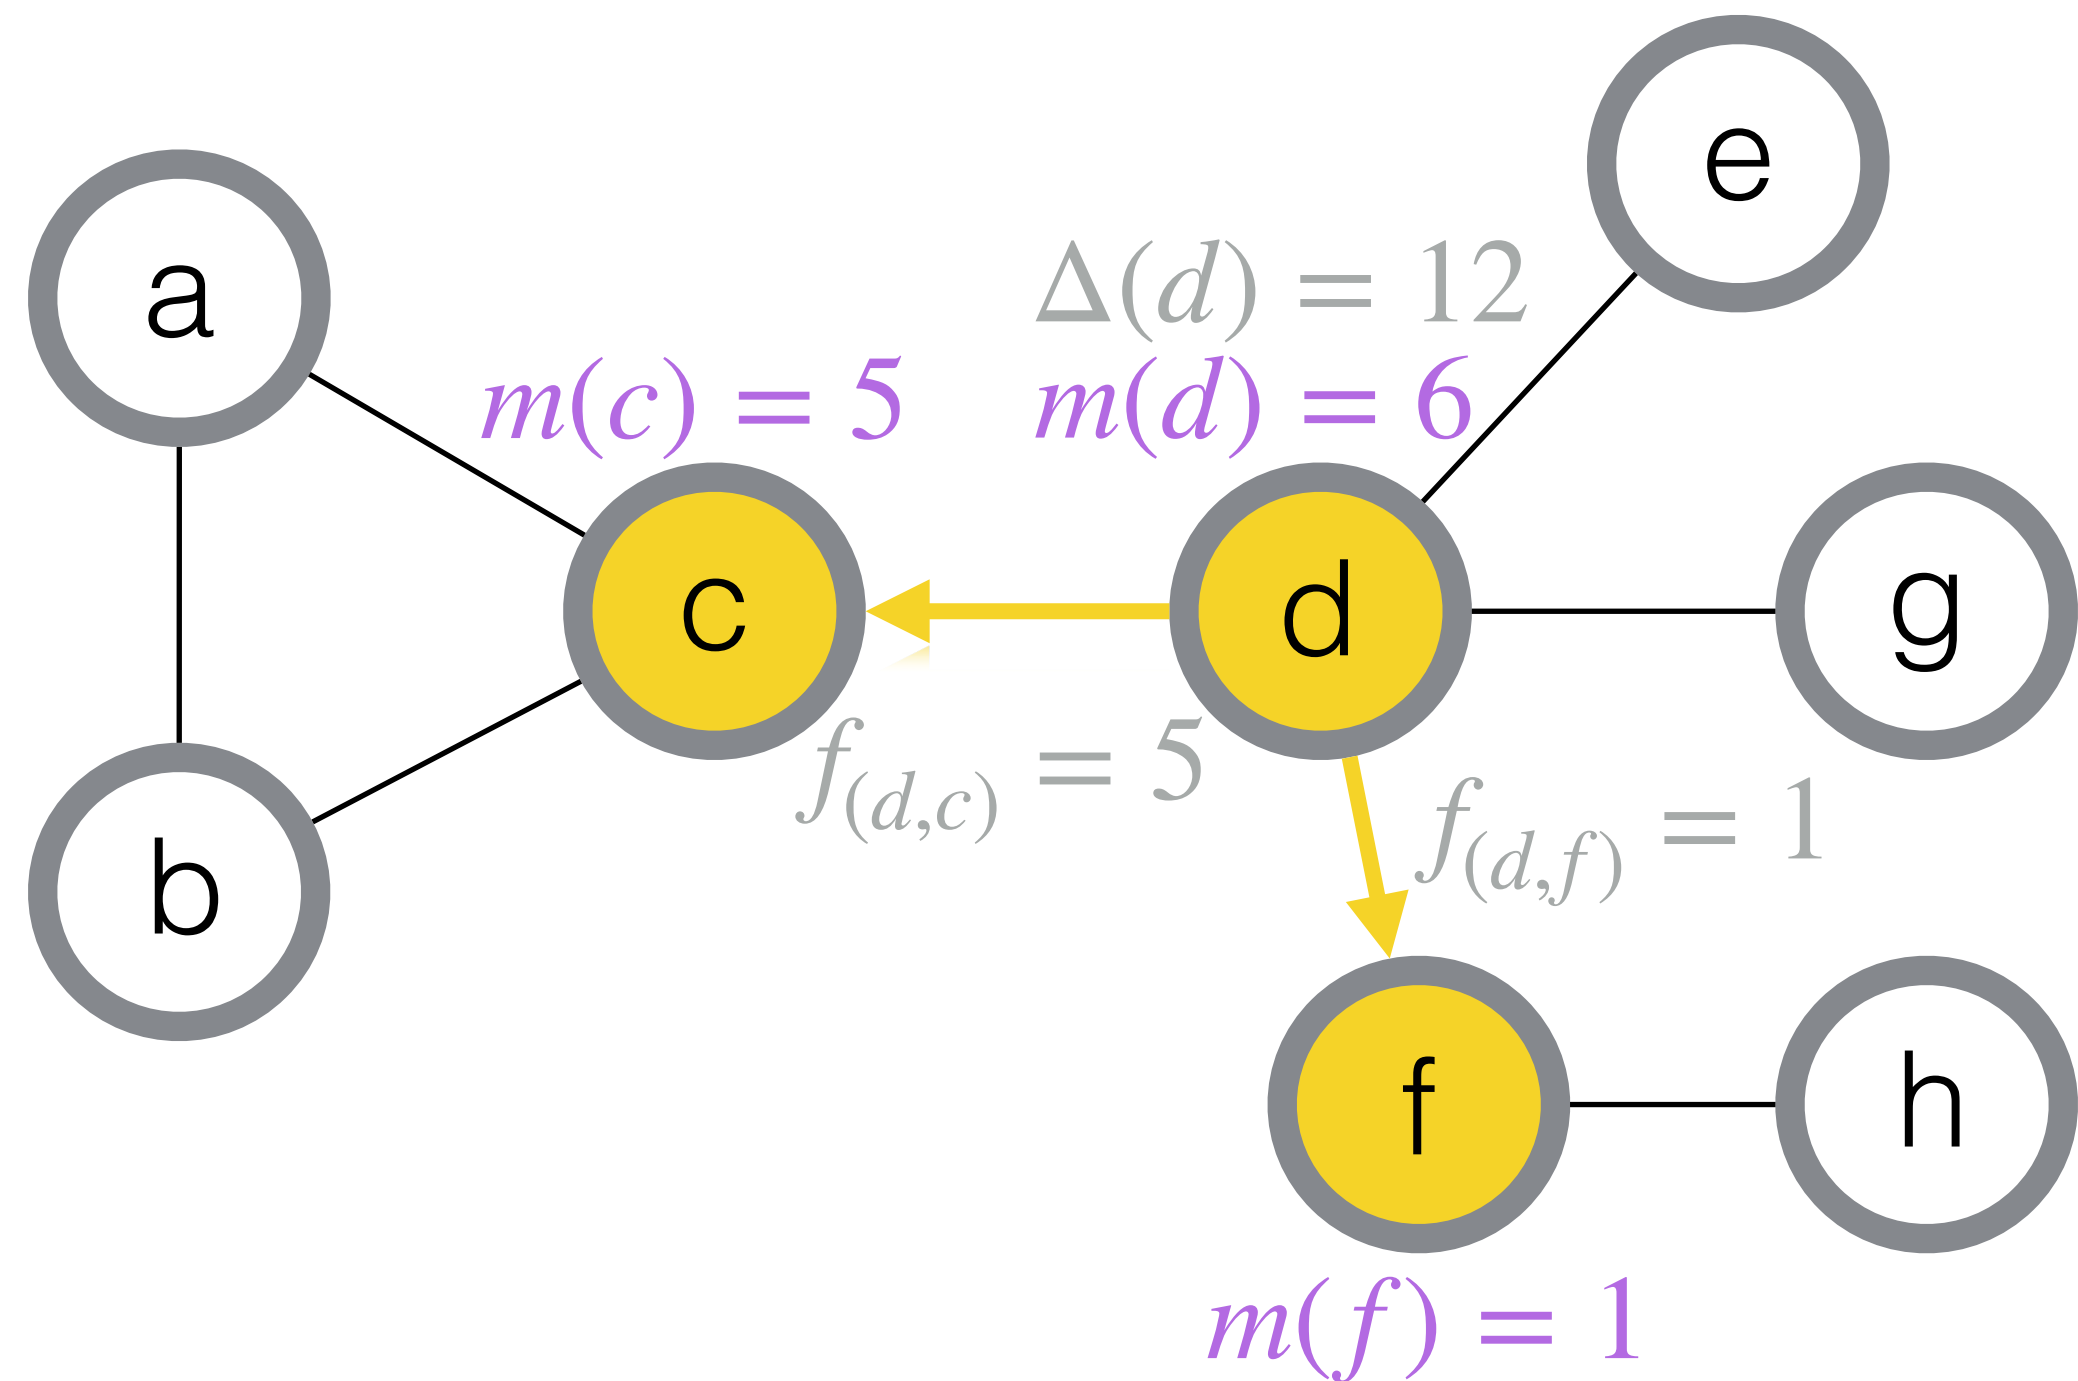 e
a
Δ(d) = 12
m(c) = 5
m(d) = 6
c
d
g
f(d,c) = 5
f(d,f) = 1
b
f
h
m(f) = 1